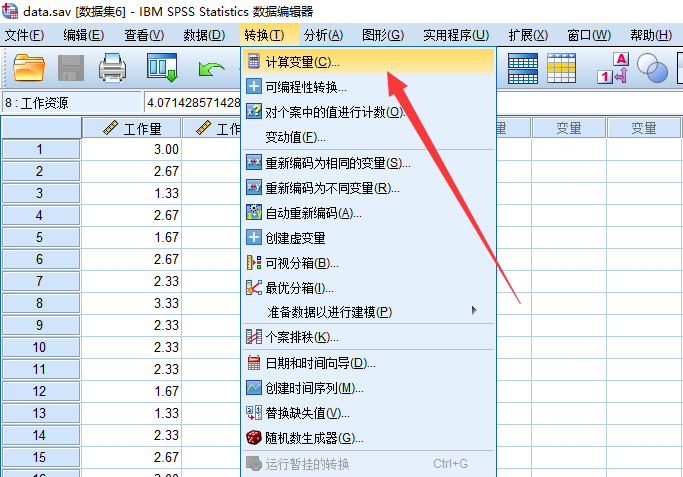 data.sav [数据集6] - IBM SPSS Statistics 数据编辑器
文件(F) 编辑(E) 查看(V) 数据(D) 转换(T) 分析(A) 图形(G) 实用程序(U) 扩展(X) 窗口(W) 帮助(H)
8 : 工作资源 4.071428571428
工作量 工作 变量 变量
计算变量(C)...
可编程性转换...
对个案中的值进行计数(O)
变动值(F)...
重新编码为相同的变量(S)...
重新编码为不同变量(R)...
自动重新编码(A)...
创建虚变量
可视分箱(B)...
最优分箱(I)...
准备数据以进行建模(P)
个案排秩(K)...
日期和时间向导(D)...
创建时间序列(M)...
替换缺失值(V)...
随机数生成器(G)...
运行暂挂的转换 Ctrl+G
1 3.00
2 2.67
3 1.33
4 2.67
5 1.67
6 2.67
7 2.33
8 3.33
9 2.33
10 2.33
11 2.33
12 1.67
13 1.33
14 2.33
15 2.67